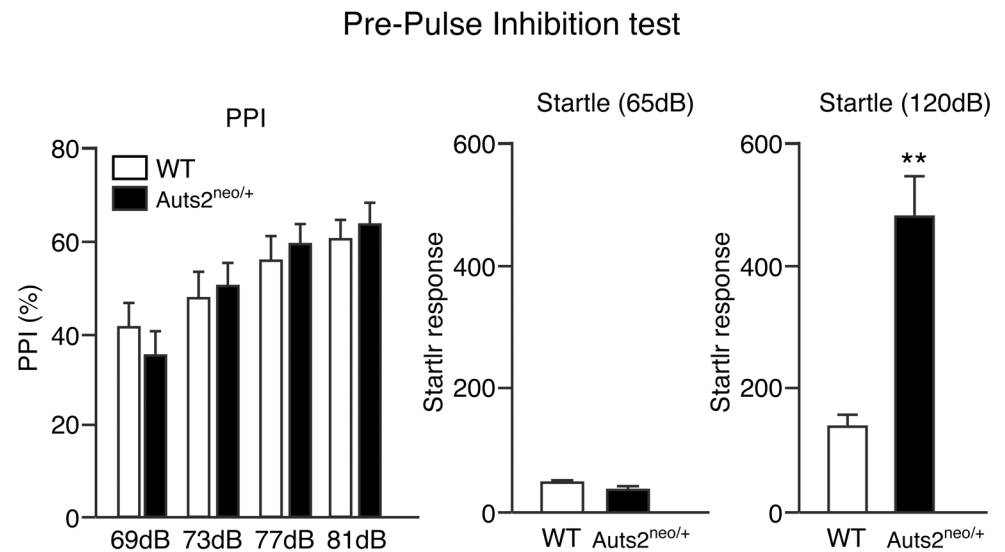 Pre-Pulse Inhibition test
PPI
80
60
40
20
0
PPI (%)
WT
Auts2neo/+
69dB 73dB 77dB 81dB
Startle (65dB)
600
400
200
0
Startlr response
WT Auts2neo/+
Startle (120dB)
600
400
200
0
Startlr response
**
WT Auts2neo/+